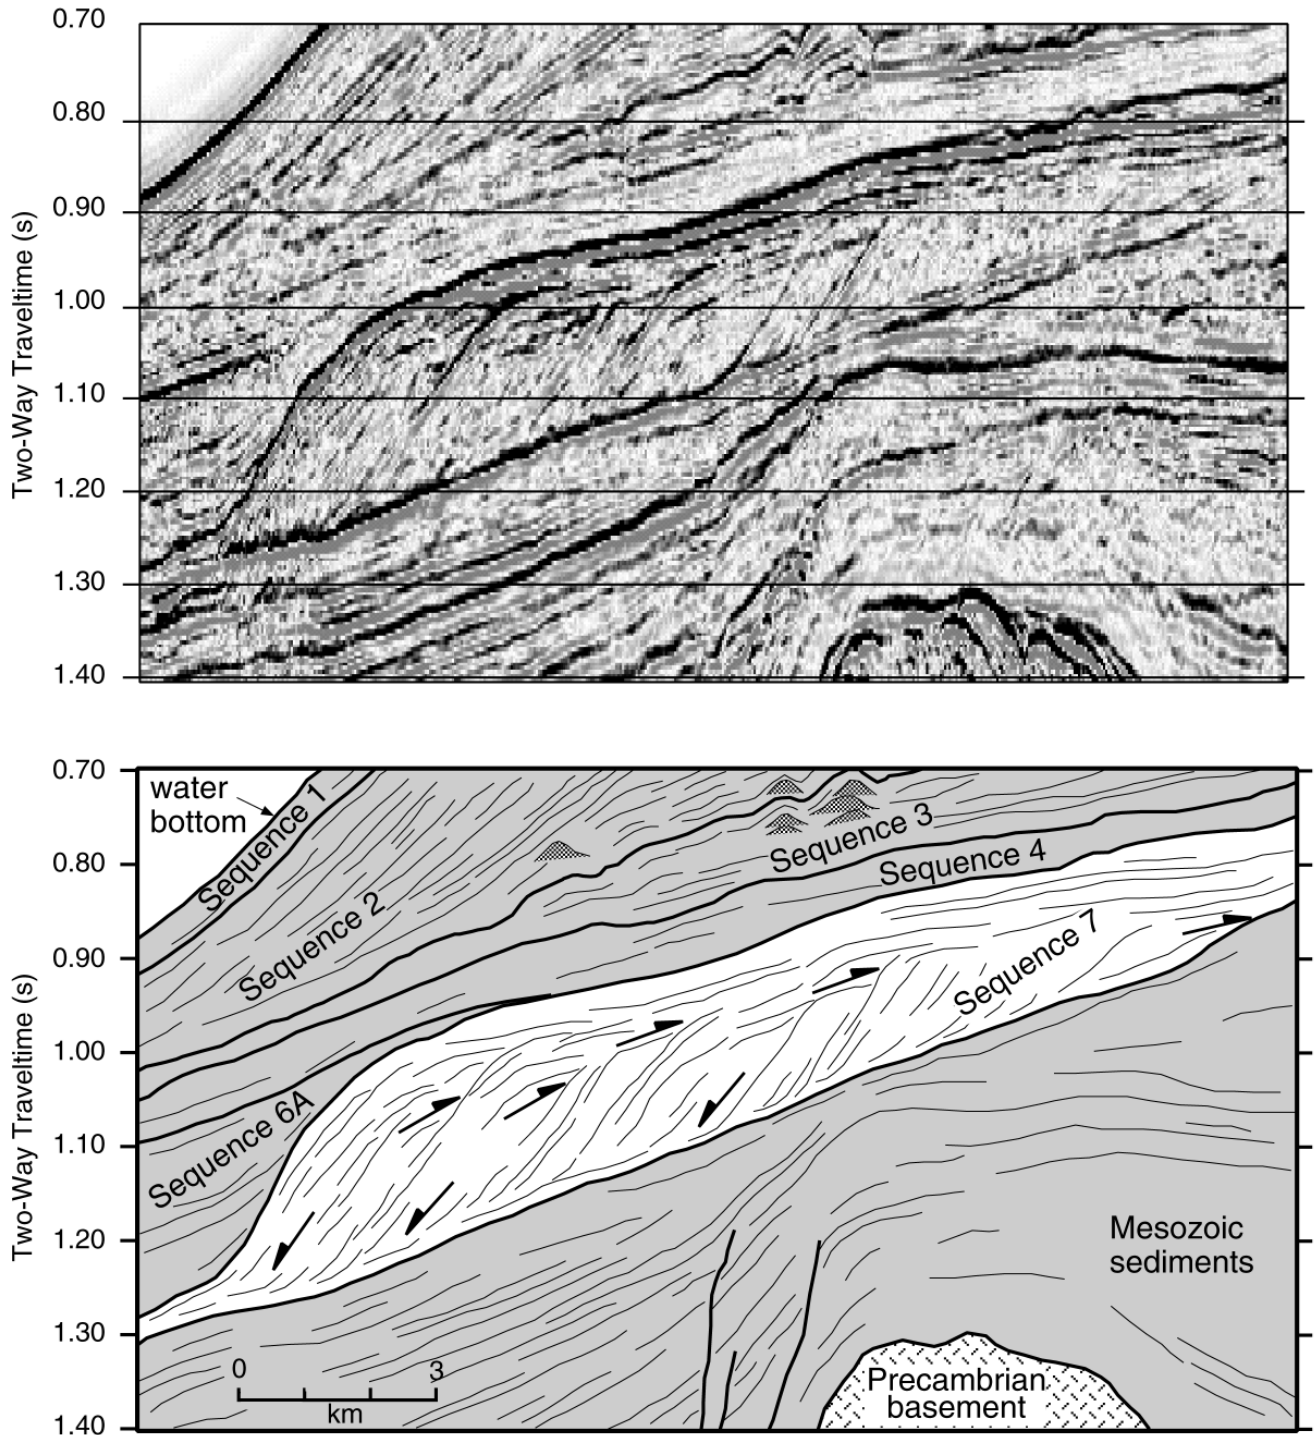 0.70
0.80
0.90
1.00
1.10
1.20
1.30
1.40
Two-Way Traveltime (s)
0.70
0.80
0.90
1.00
1.10
1.20
1.30
1.40
Two-Way Traveltime (s)
water
bottom
Sequence 1
Sequence 2
Sequence 3
Sequence 4
Sequence 7
Sequence 6A
Mesozoic
sediments
Precambrian
basement
0 3
km